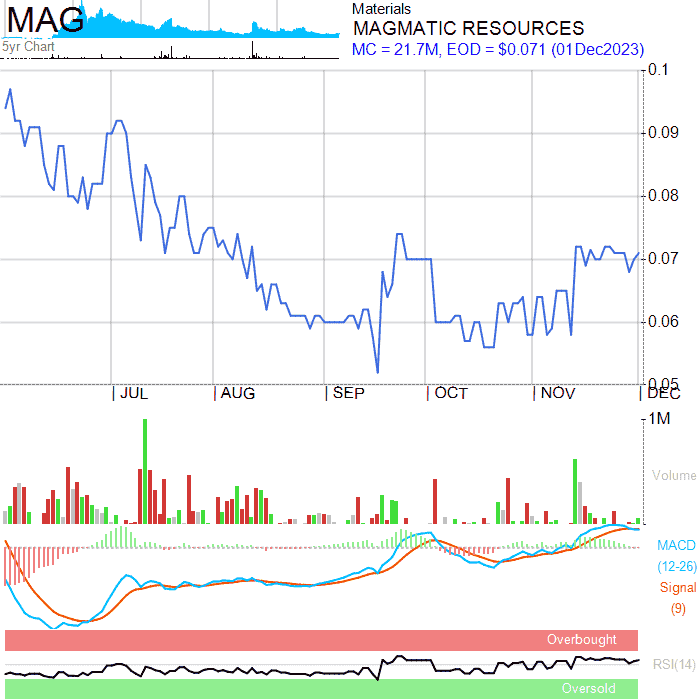 MAG
5yr Chart
Materials
MAGMATIC RESOURCES
MC = 21.7M, EOD = $0.071 (01Dec2023)
0.1
0.09
0.08
0.07
0.06
0.05
JUL AUG SEP OCT NOV DEC
1M
Volume
MACD
(12-26)
Signal
(9)
Overbought
RSI(14)
Oversold